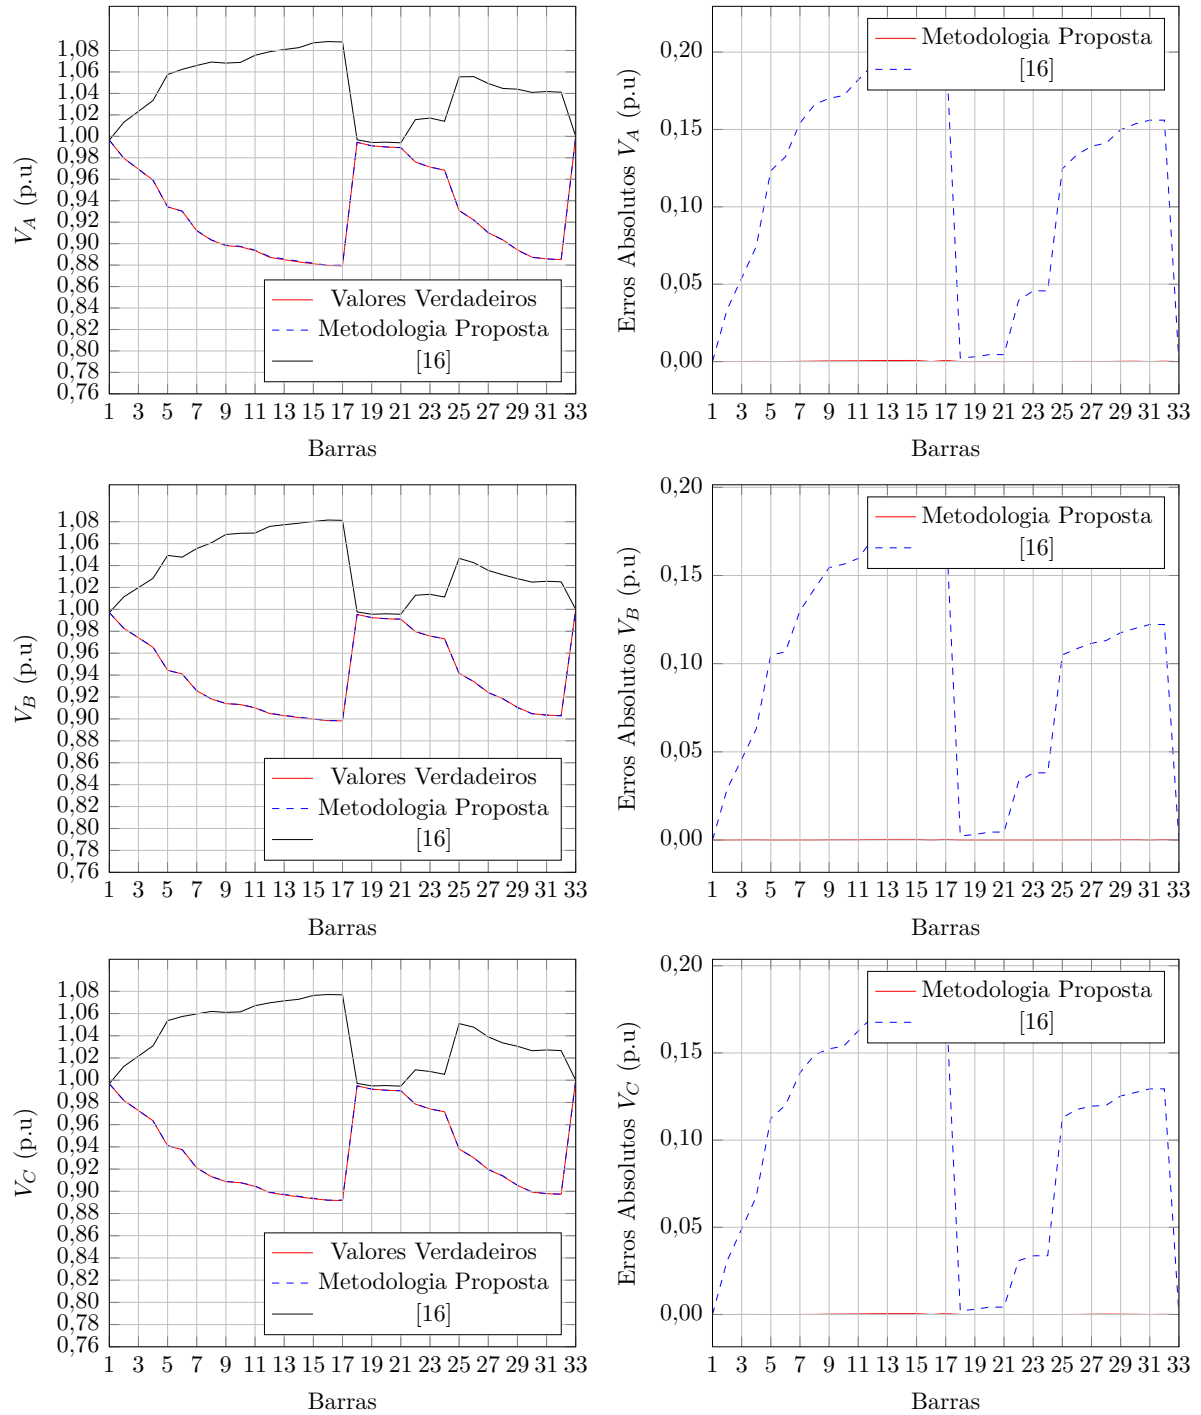 1,08
1,06
1,04
1,02
1,00
0,98
0,96
0,94
0,92
0,90
0,88
0,86
0,84
0,82
0,80
0,78
0,76
V_A (p.u)
1 3 5 7 9 11 13 15 17 19 21 23 25 27 29 31 33
Barras
Valores Verdadeiros
Metodologia Proposta
[16]
0,20
0,15
0,10
0,05
0,00
Erros Absolutos V_A (p.u)
1 3 5 7 9 11 13 15 17 19 21 23 25 27 29 31 33
Barras
Metodologia Proposta
[16]
1,08
1,06
1,04
1,02
1,00
0,98
0,96
0,94
0,92
0,90
0,88
0,86
0,84
0,82
0,80
0,78
0,76
V_B (p.u)
1 3 5 7 9 11 13 15 17 19 21 23 25 27 29 31 33
Barras
Valores Verdadeiros
Metodologia Proposta
[16]
0,20
0,15
0,10
0,05
0,00
Erros Absolutos V_B (p.u)
1 3 5 7 9 11 13 15 17 19 21 23 25 27 29 31 33
Barras
Metodologia Proposta
[16]
1,08
1,06
1,04
1,02
1,00
0,98
0,96
0,94
0,92
0,90
0,88
0,86
0,84
0,82
0,80
0,78
0,76
V_C (p.u)
1 3 5 7 9 11 13 15 17 19 21 23 25 27 29 31 33
Barras
Valores Verdadeiros
Metodologia Proposta
[16]
0,20
0,15
0,10
0,05
0,00
Erros Absolutos V_C (p.u)
1 3 5 7 9 11 13 15 17 19 21 23 25 27 29 31 33
Barras
Metodologia Proposta
[16]